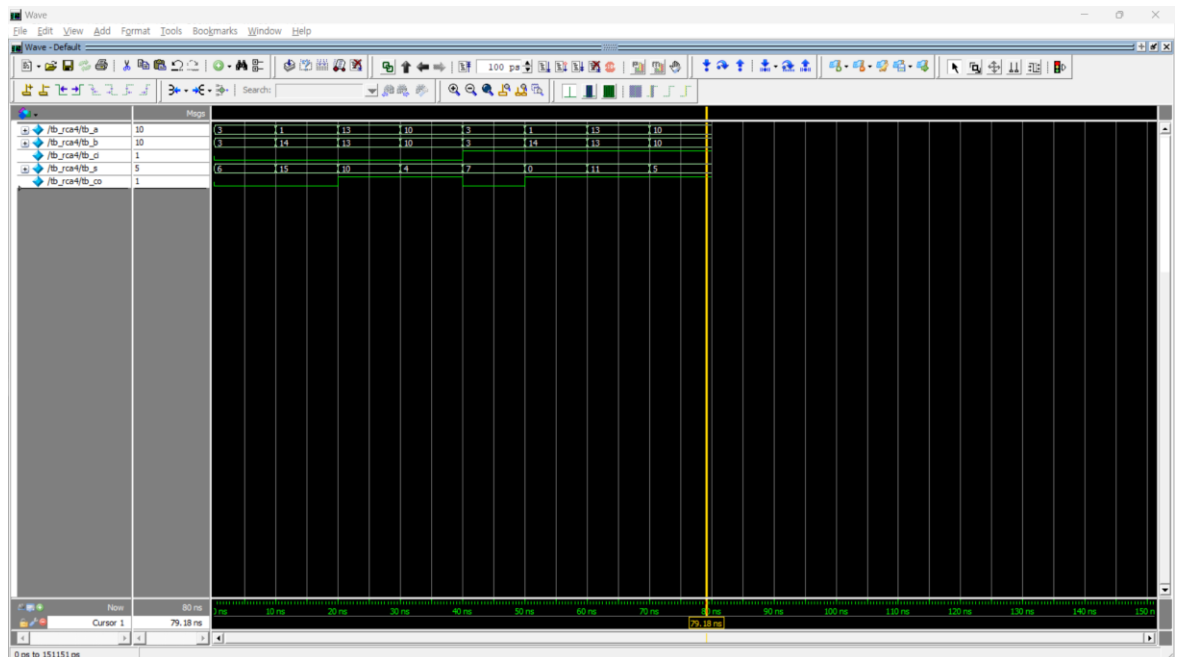 Wave
File Edit View Add Format Tools Bookmarks Window Help
Wave - Default
100 ps
Search:
Msgs
/tb_rca4/tb_a 10 3 1 13 10 3 1 13 10
/tb_rca4/tb_b 10 3 14 13 10 3 14 13 10
/tb_rca4/tb_ci 1
/tb_rca4/tb_s 5 6 15 10 4 7 0 11 5
/tb_rca4/tb_co 1
Now 80 ns ns 10 ns 20 ns 30 ns 40 ns 50 ns 60 ns 70 ns 80 ns 90 ns 100 ns 110 ns 120 ns 130 ns 140 ns 150 n
Cursor 1 79.18 ns 79.18 ns
0 ps to 151151 ps